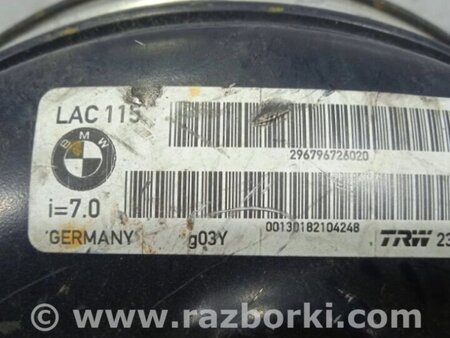 LAC 115
BMW
296796726020
i=7.0
00130182104248
GERMANY g03Y TRW 23
© www.razborki.com